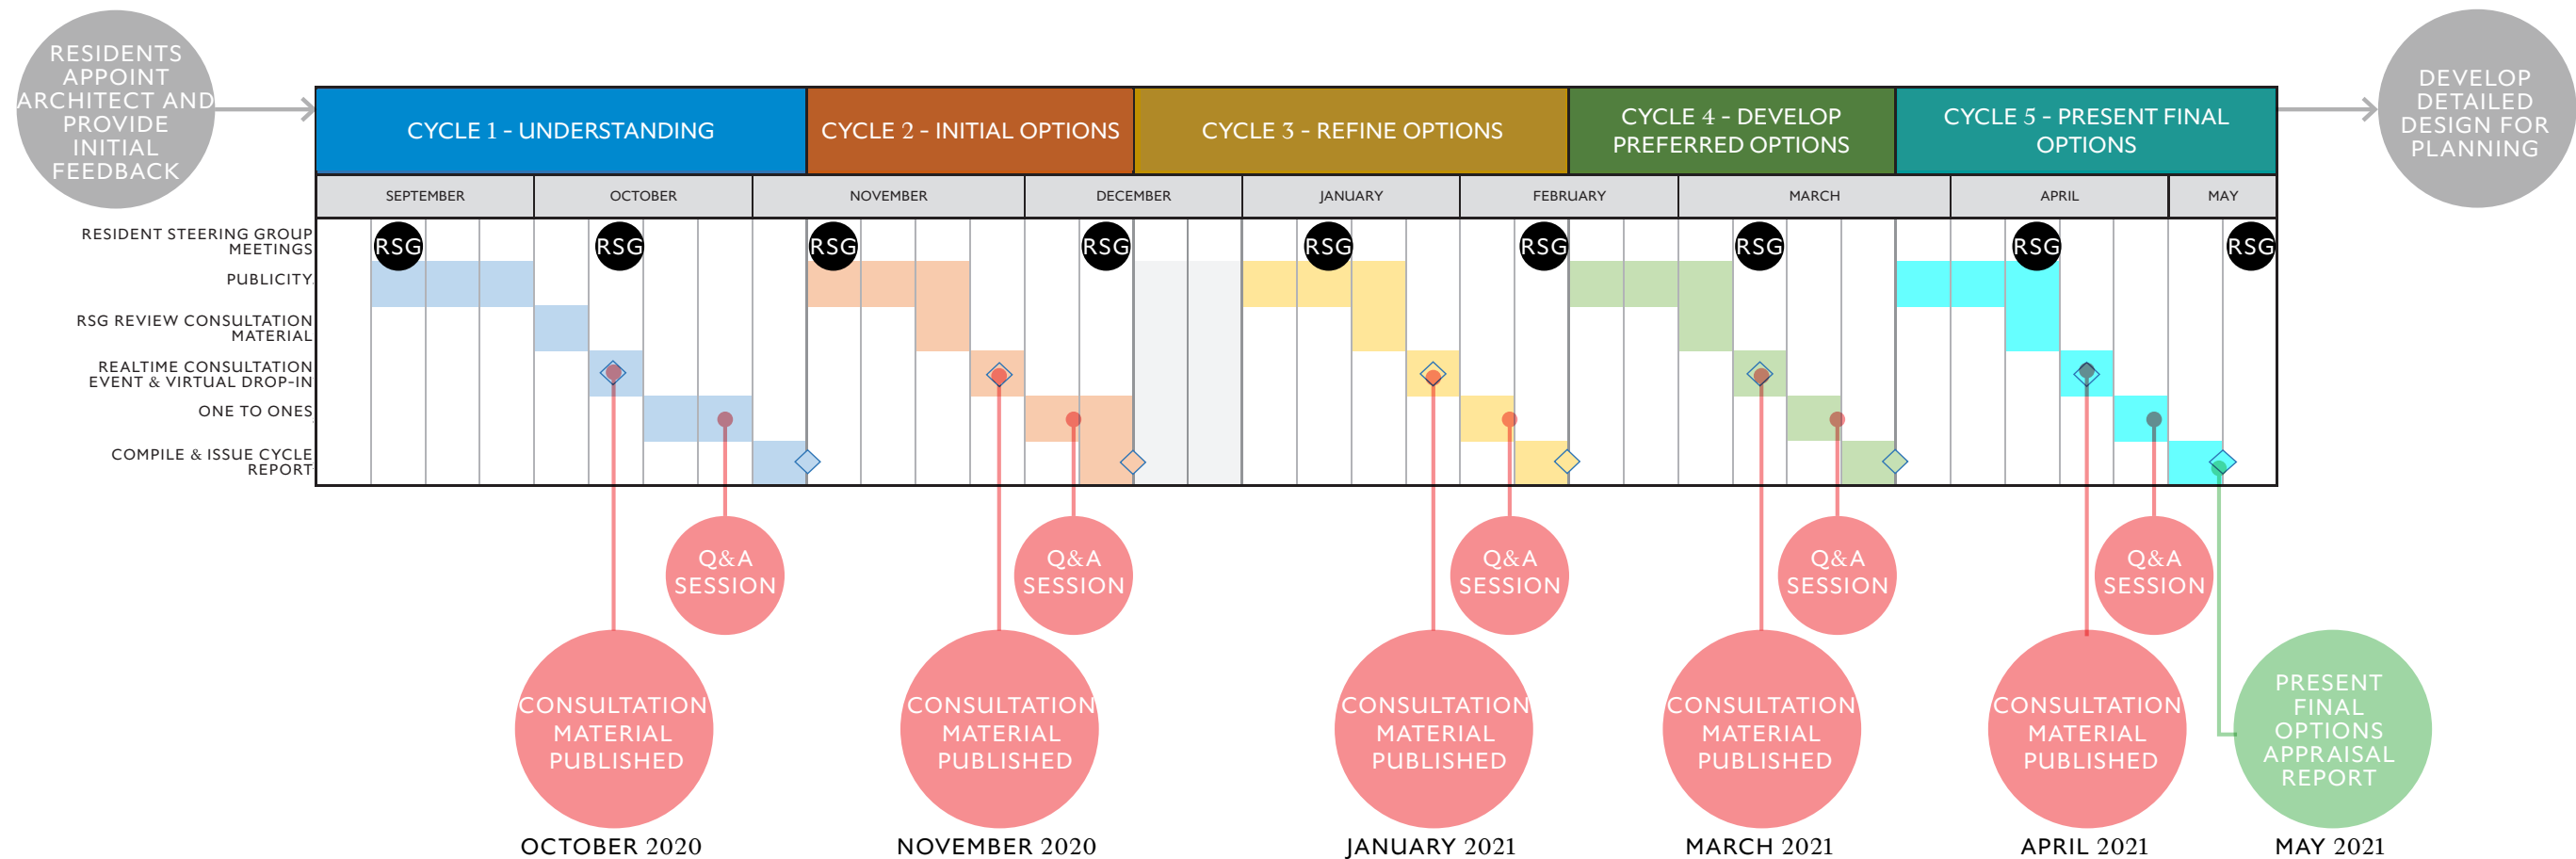 RESIDENTS
APPOINT
ARCHITECT AND
PROVIDE
INITIAL
FEEDBACK
CYCLE 1 - UNDERSTANDING
CYCLE 2 - INITIAL OPTIONS
CYCLE 3 - REFINE OPTIONS
CYCLE 4 - DEVELOP
PREFERRED OPTIONS
CYCLE 5 - PRESENT FINAL
OPTIONS
DEVELOP
DETAILED
DESIGN FOR
PLANNING
SEPTEMBER
OCTOBER
NOVEMBER
DECEMBER
JANUARY
FEBRUARY
MARCH
APRIL
MAY
RESIDENT STEERING GROUP
MEETINGS
RSG
RSG
RSG
RSG
RSG
RSG
RSG
RSG
RSG
PUBLICITY
RSG REVIEW CONSULTATION
MATERIAL
REALTIME CONSULTATION
EVENT & VIRTUAL DROP-IN
ONE TO ONES
COMPILE & ISSUE CYCLE
REPORT
Q&A
SESSION
Q&A
SESSION
Q&A
SESSION
Q&A
SESSION
Q&A
SESSION
CONSULTATION
MATERIAL
PUBLISHED
CONSULTATION
MATERIAL
PUBLISHED
CONSULTATION
MATERIAL
PUBLISHED
CONSULTATION
MATERIAL
PUBLISHED
CONSULTATION
MATERIAL
PUBLISHED
PRESENT
FINAL
OPTIONS
APPRAISAL
REPORT
OCTOBER 2020
NOVEMBER 2020
JANUARY 2021
MARCH 2021
APRIL 2021
MAY 2021